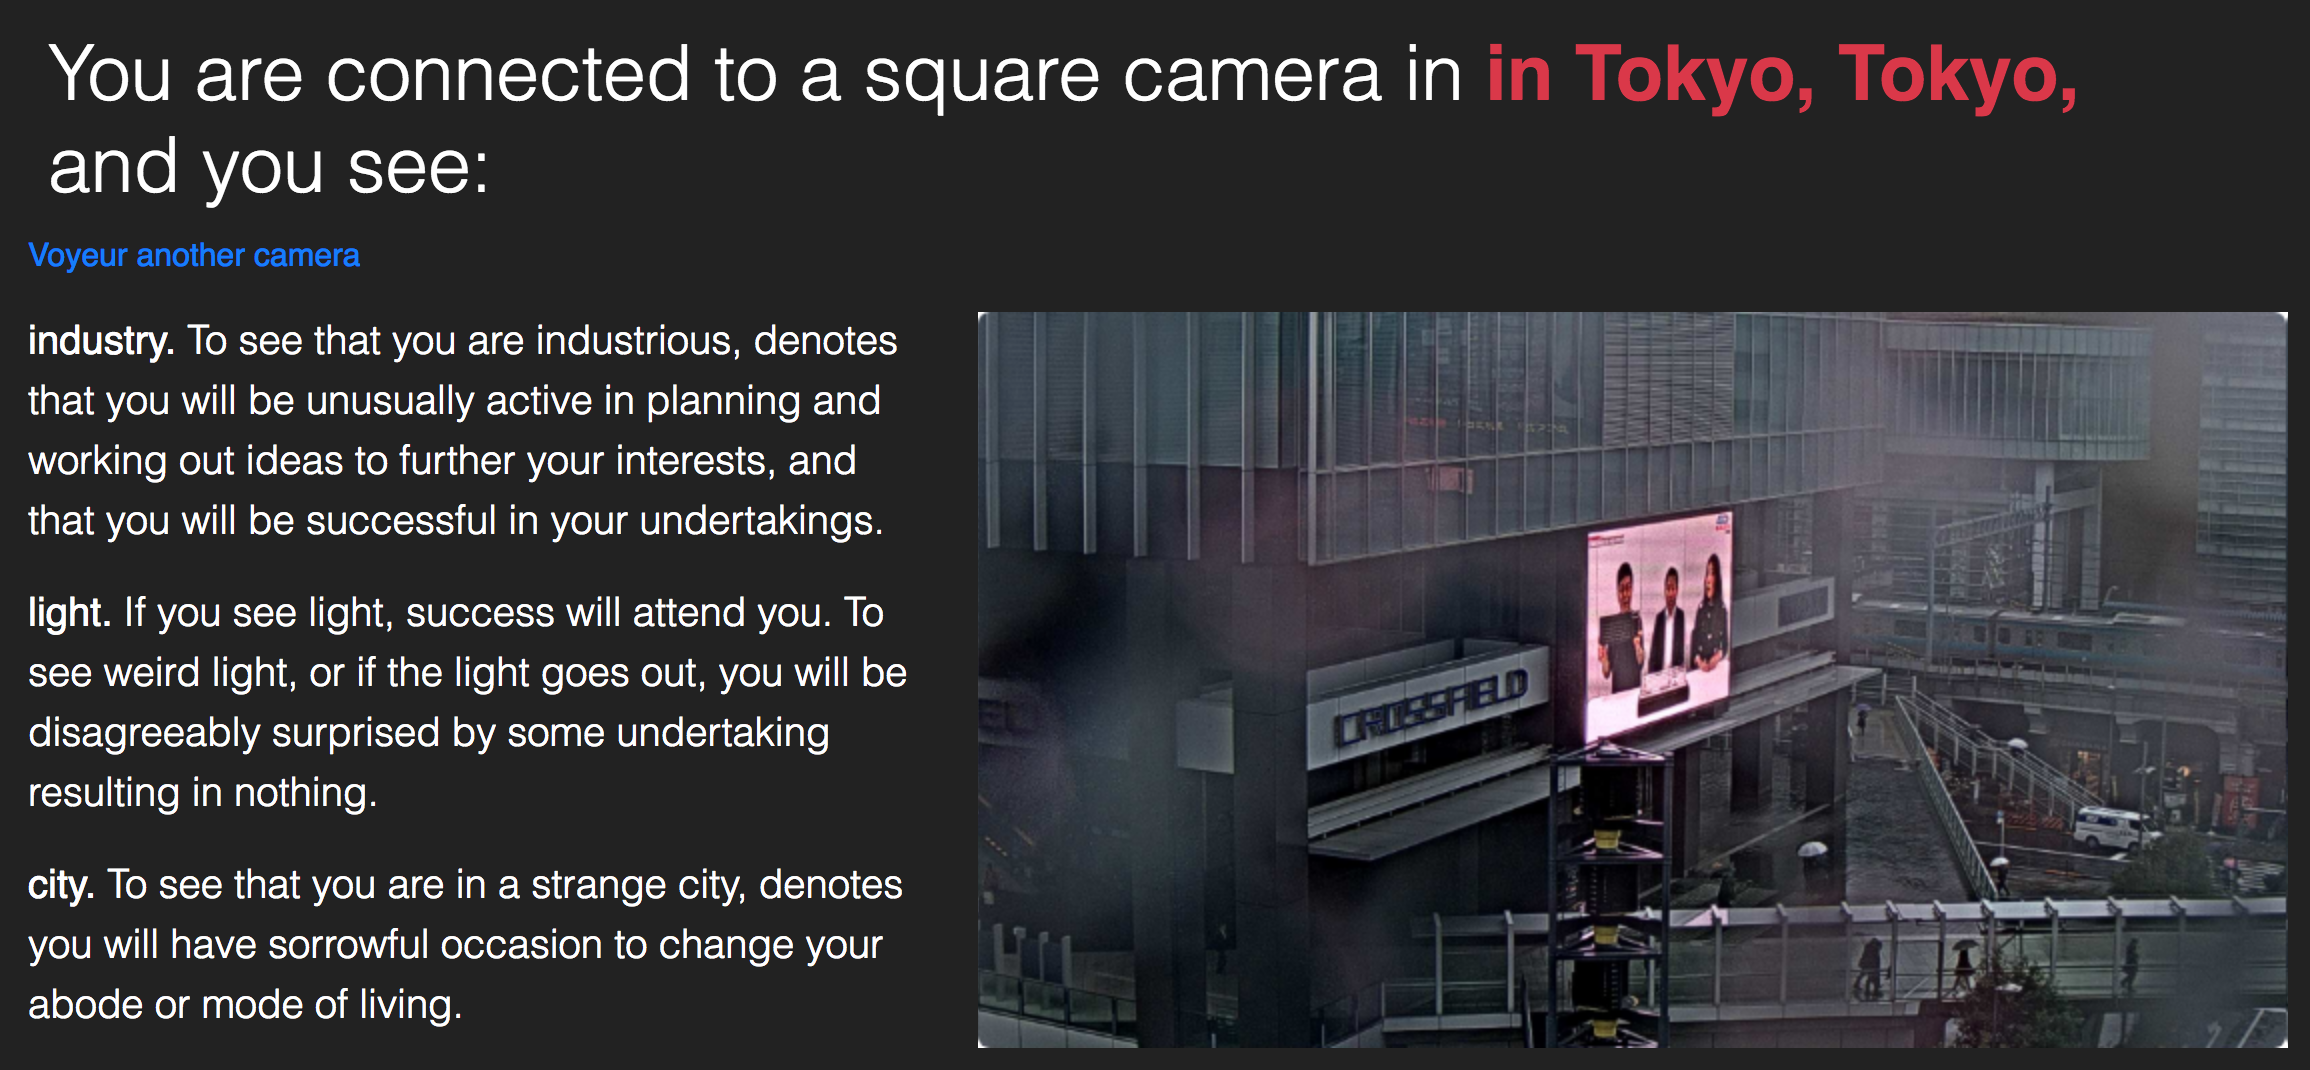 You are connected to a square camera in in Tokyo, Tokyo,
and you see:
Voyeur another camera
industry. To see that you are industrious, denotes
that you will be unusually active in planning and
working out ideas to further your interests, and
that you will be successful in your undertakings.
light. If you see light, success will attend you. To
see weird light, or if the light goes out, you will be
disagreeably surprised by some undertaking
resulting in nothing.
city. To see that you are in a strange city, denotes
you will have sorrowful occasion to change your
abode or mode of living.
CROSSFIELD